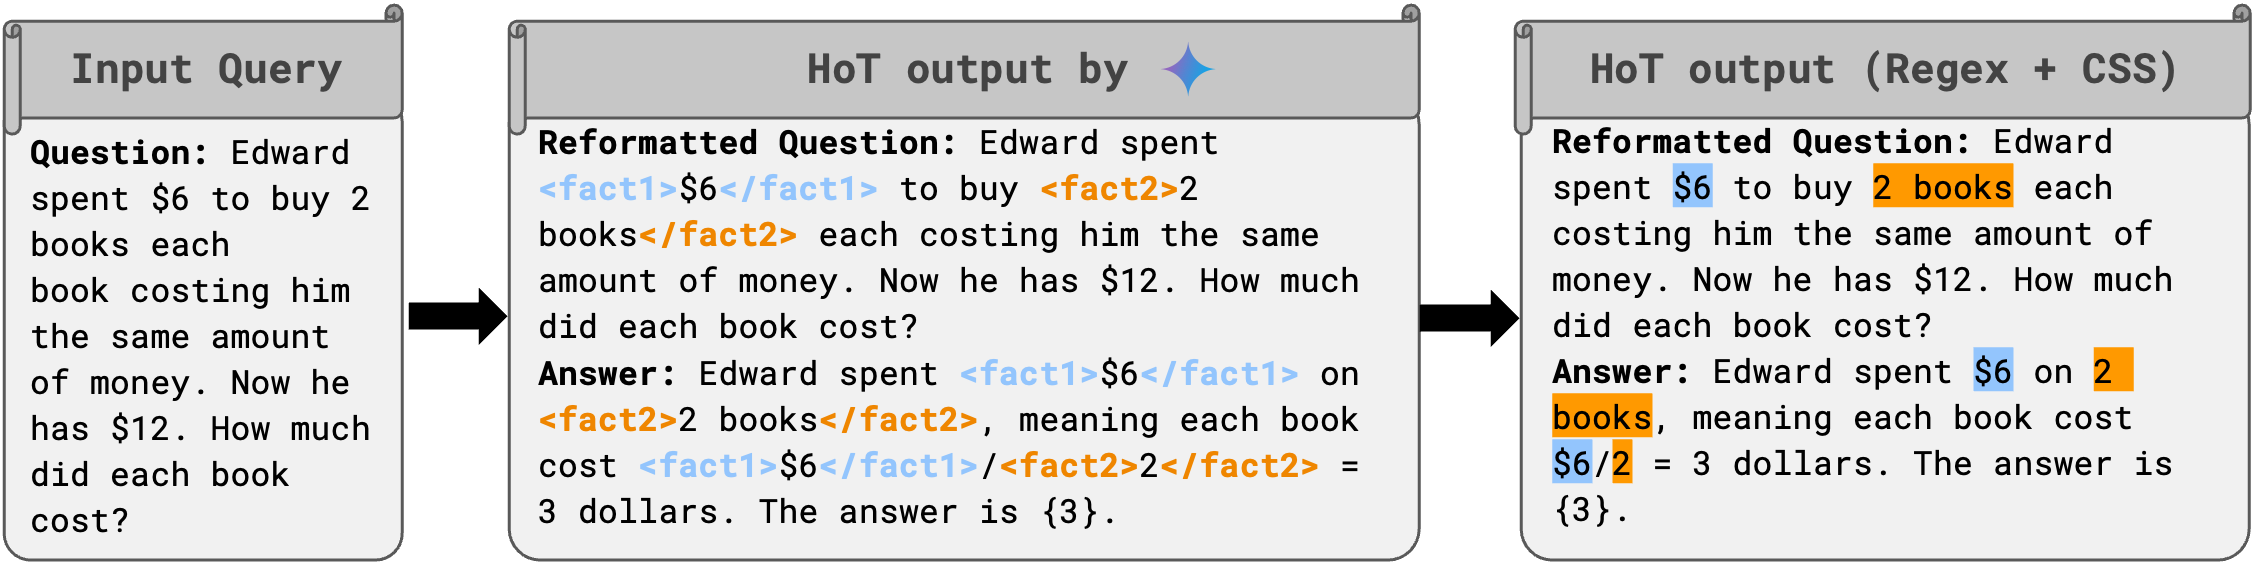 Input Query
Question: Edward
spent $6 to buy 2
books each
book costing him
the same amount
of money. Now he
has $12. How much
did each book
cost?
HoT output by
Reformatted Question: Edward spent
<fact1>$6</fact1> to buy <fact2>2
books</fact2> each costing him the same
amount of money. Now he has $12. How much
did each book cost?
Answer: Edward spent <fact1>$6</fact1> on
<fact2>2 books</fact2>, meaning each book
cost <fact1>$6</fact1>/<fact2>2</fact2> =
3 dollars. The answer is {3}.
HoT output (Regex + CSS)
Reformatted Question: Edward
spent $6 to buy 2 books each
costing him the same amount of
money. Now he has $12. How much
did each book cost?
Answer: Edward spent $6 on 2
books, meaning each book cost
$6/2 = 3 dollars. The answer is
{3}.